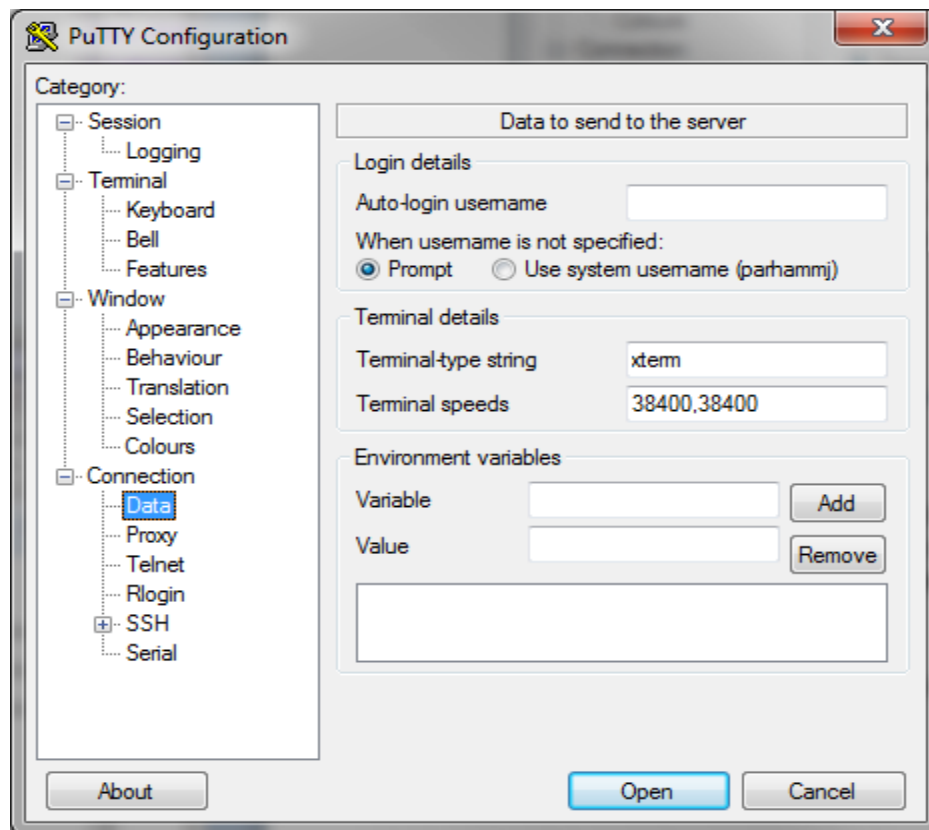 PuTTY Configuration
Category:
Session
Logging
Terminal
Keyboard
Bell
Features
Window
Appearance
Behaviour
Translation
Selection
Colours
Connection
Data
Proxy
Telnet
Rlogin
SSH
Serial
Data to send to the server
Login details
Auto-login username
When username is not specified:
Prompt Use system username (parhammj)
Terminal details
Terminal-type string xterm
Terminal speeds 38400,38400
Environment variables
Variable Add
Value Remove
About Open Cancel